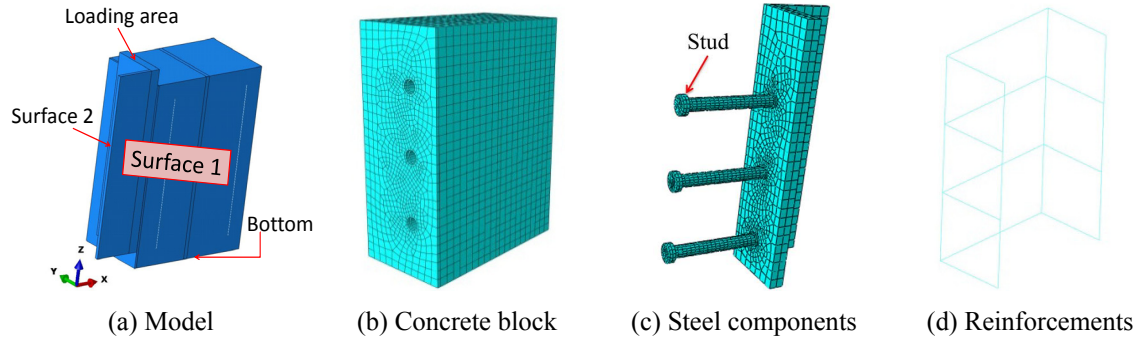 Loading area
Surface 2
Surface 1
Bottom
Z
Y
X
Stud
(a) Model
(b) Concrete block
(c) Steel components
(d) Reinforcements